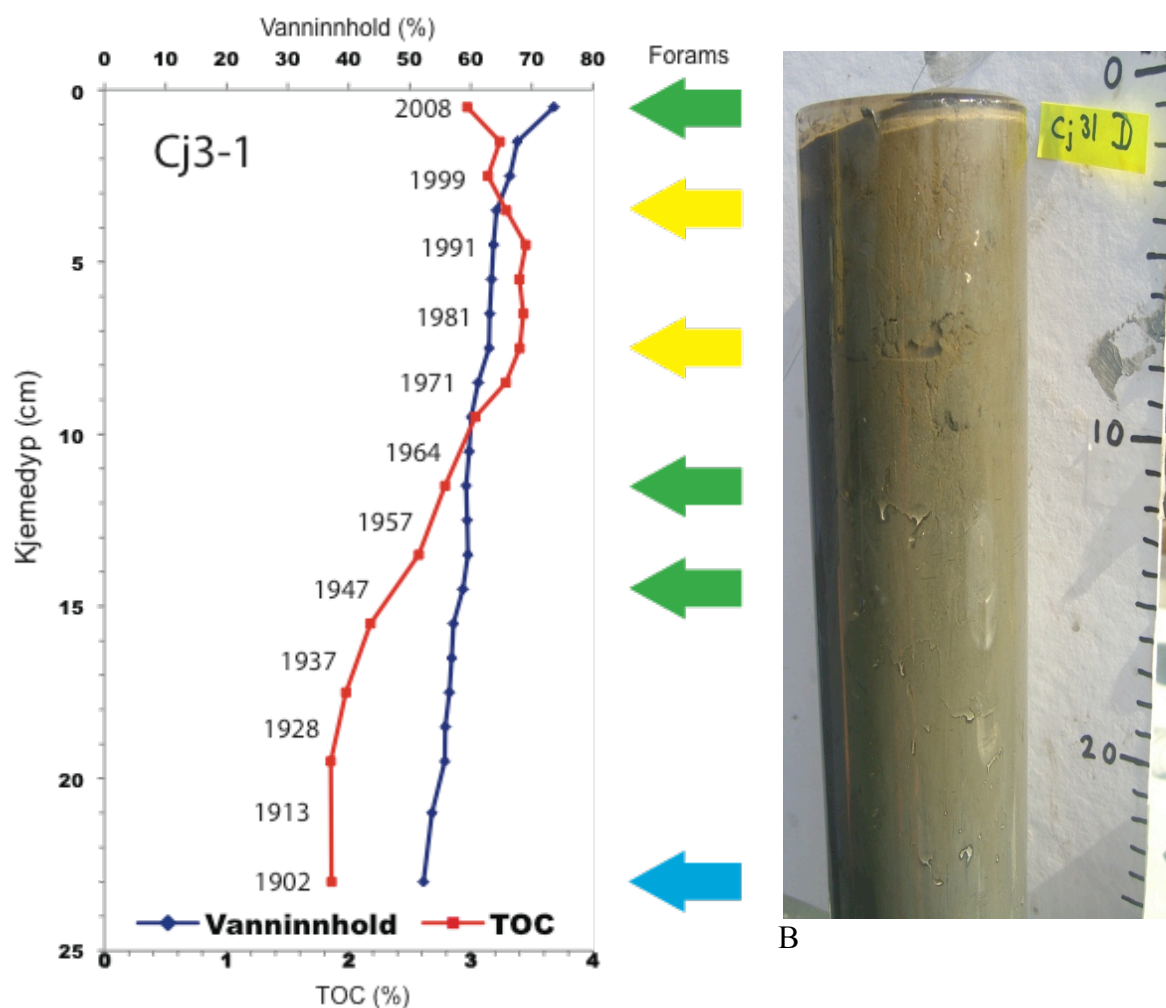 Vanninnhold (%)
0 10 20 30 40 50 60 70 80
Forams
0
5
10
15
20
25
Kjernedyp (cm)
Cj3-1
2008
1999
1991
1981
1971
1964
1957
1947
1937
1928
1913
1902
Vanninnhold TOC
0 1 2 3 4
TOC (%)
0
Cj 31 D
10
20
B